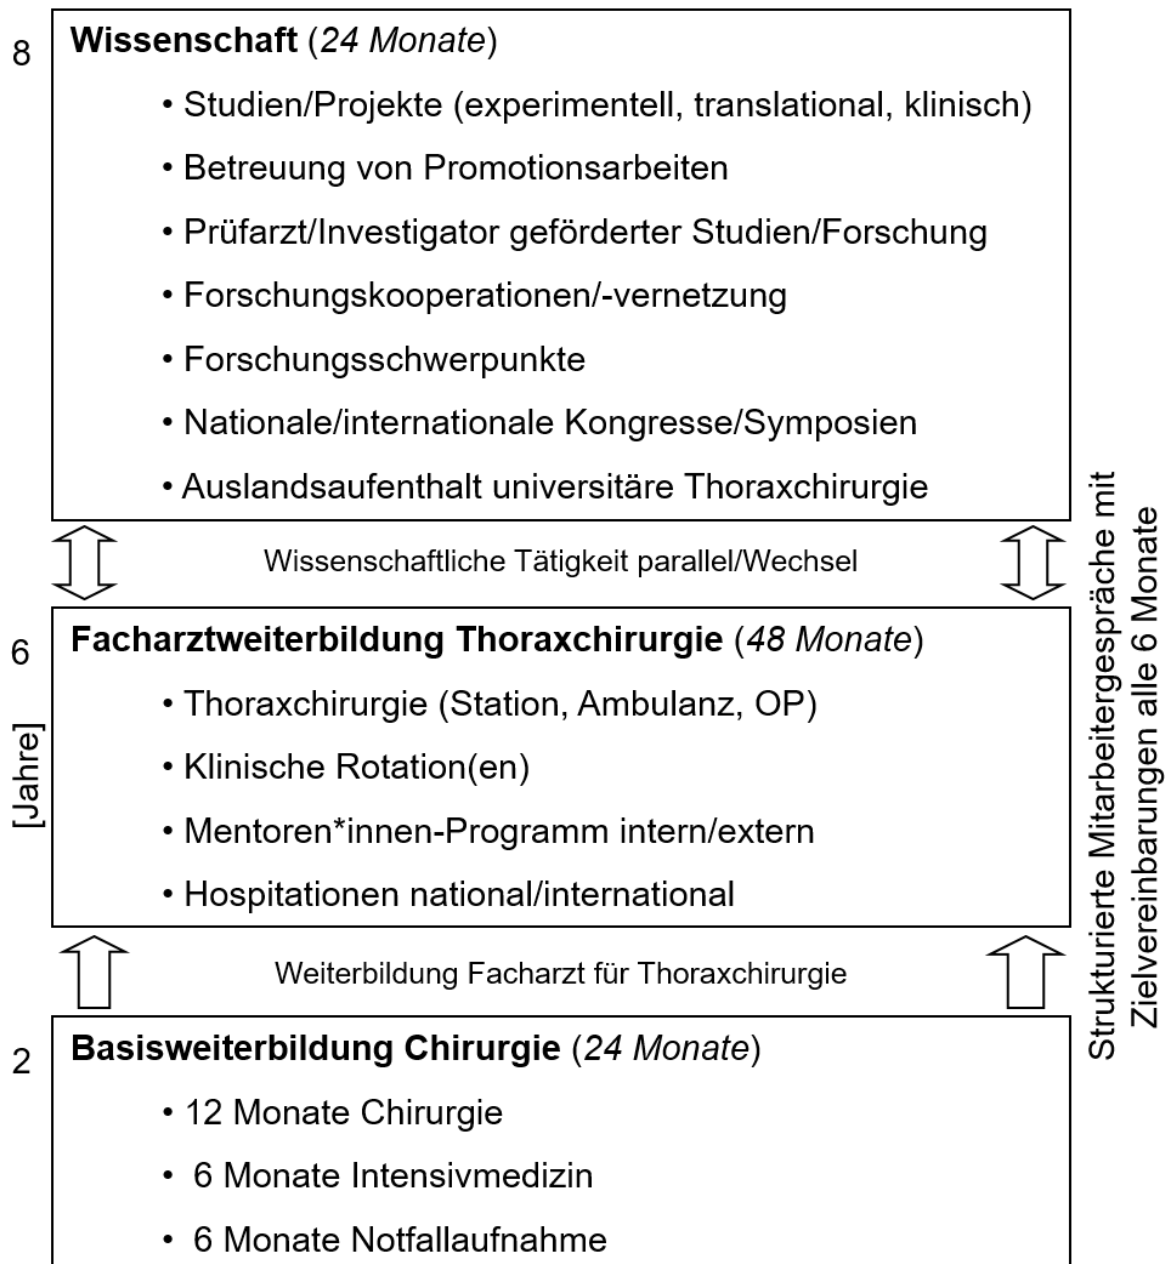 8
Wissenschaft (24 Monate)
• Studien/Projekte (experimentell, translational, klinisch)
• Betreuung von Promotionsarbeiten
• Prüfarzt/Investigator geförderter Studien/Forschung
• Forschungskooperationen/-vernetzung
• Forschungsschwerpunkte
• Nationale/internationale Kongresse/Symposien
• Auslandsaufenthalt universitäre Thoraxchirurgie
Wissenschaftliche Tätigkeit parallel/Wechsel
6
Facharztweiterbildung Thoraxchirurgie (48 Monate)
• Thoraxchirurgie (Station, Ambulanz, OP)
• Klinische Rotation(en)
• Mentoren*innen-Programm intern/extern
• Hospitationen national/international
[Jahre]
Weiterbildung Facharzt für Thoraxchirurgie
2
Basisweiterbildung Chirurgie (24 Monate)
• 12 Monate Chirurgie
• 6 Monate Intensivmedizin
• 6 Monate Notfallaufnahme
Strukturierte Mitarbeitergespräche mit
Zielvereinbarungen alle 6 Monate